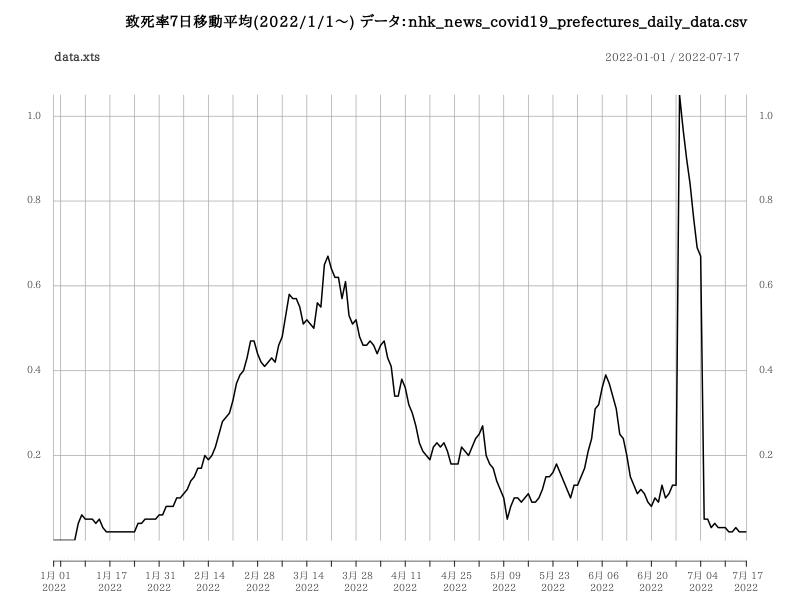 致死率7日移動平均(2022/1/1～) データ:nhk_news_covid19_prefectures_daily_data.csv
data.xts 2022-01-01 / 2022-07-17
1.0 1.0
0.8 0.8
0.6 0.6
0.4 0.4
0.2 0.2
1月 01 1月 17 1月 31 2月 14 2月 28 3月 14 3月 28 4月 11 4月 25 5月 09 5月 23 6月 06 6月 20 7月 04 7月 17
2022 2022 2022 2022 2022 2022 2022 2022 2022 2022 2022 2022 2022 2022 2022